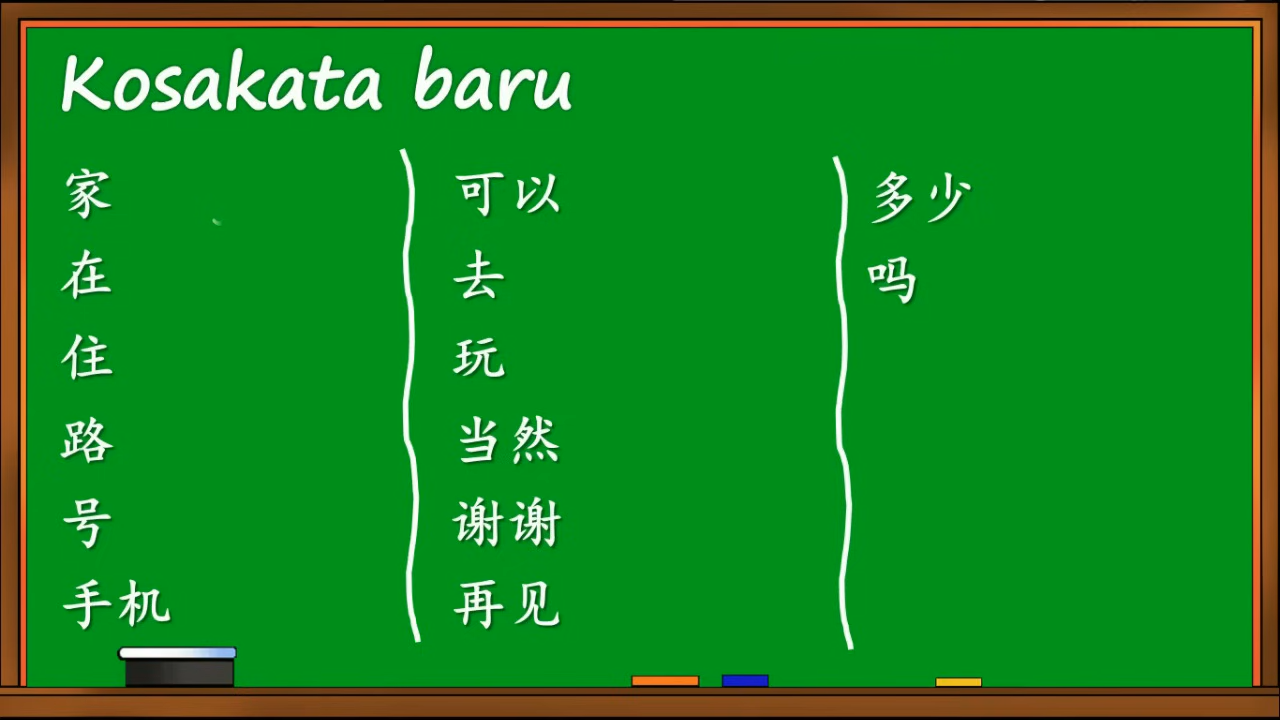 Kosakata baru
家
在
住
路
号
手机
可以
去
玩
当然
谢谢
再见
多少
吗